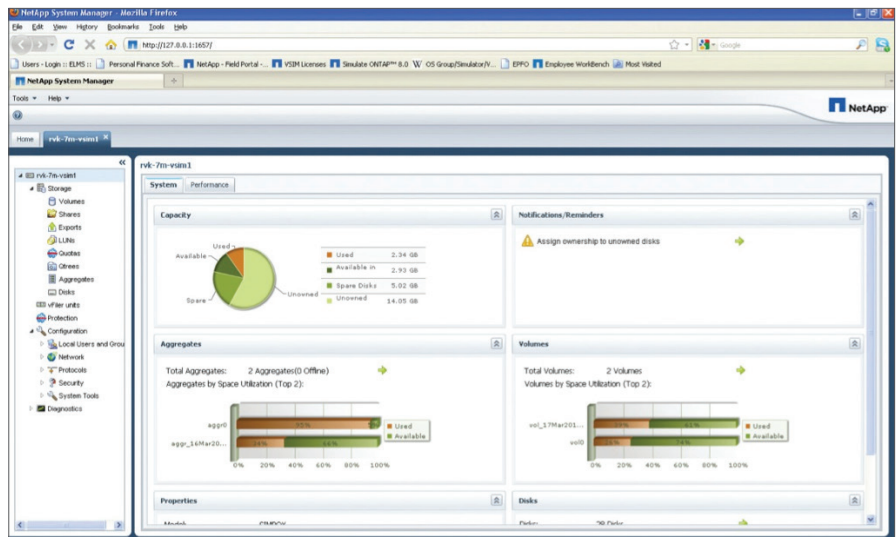 NetApp System Manager - Mozilla Firefox
File Edit View History Bookmarks Tools Help
http://127.0.0.1:1657/
Google
Users - Login :: ELMS :: Personal Finance Soft... NetApp - Field Portal -... VSIM Licenses Simulate ONTAP™ 8.0 OS Group/Simulator/V... EPPO Employee WorkBench Most Visited
NetApp System Manager
Tools Help
NetApp
Home rvk-7m-vsim1
rvk-7m-vsim1
Storage
Volumes
Shares
Exports
LUNs
Quotas
Qtrees
Aggregates
Disks
vFiler units
Protection
Configuration
Local Users and Grou
Network
Protocols
Security
System Tools
Diagnostics
rvk-7m-vsim1
System Performance
Capacity
Used
Available
Spare
Unowned
Used 2.34 GB
Available in 2.93 GB
Spare Disks 5.02 GB
Unowned 14.05 GB
Notifications/Reminders
Assign ownership to unowned disks
Aggregates
Total Aggregates: 2 Aggregates(0 Offline)
Aggregates by Space Utilization (Top 2):
aggr0 95%
aggr_16Mar20... 66%
Used
Available
0% 20% 40% 60% 80% 100%
Volumes
Total Volumes: 2 Volumes
Volumes by Space Utilization (Top 2):
vol_17Mar201... 39% 61%
vol0 26% 74%
Used
Available
0% 20% 40% 60% 80% 100%
Properties
Disks